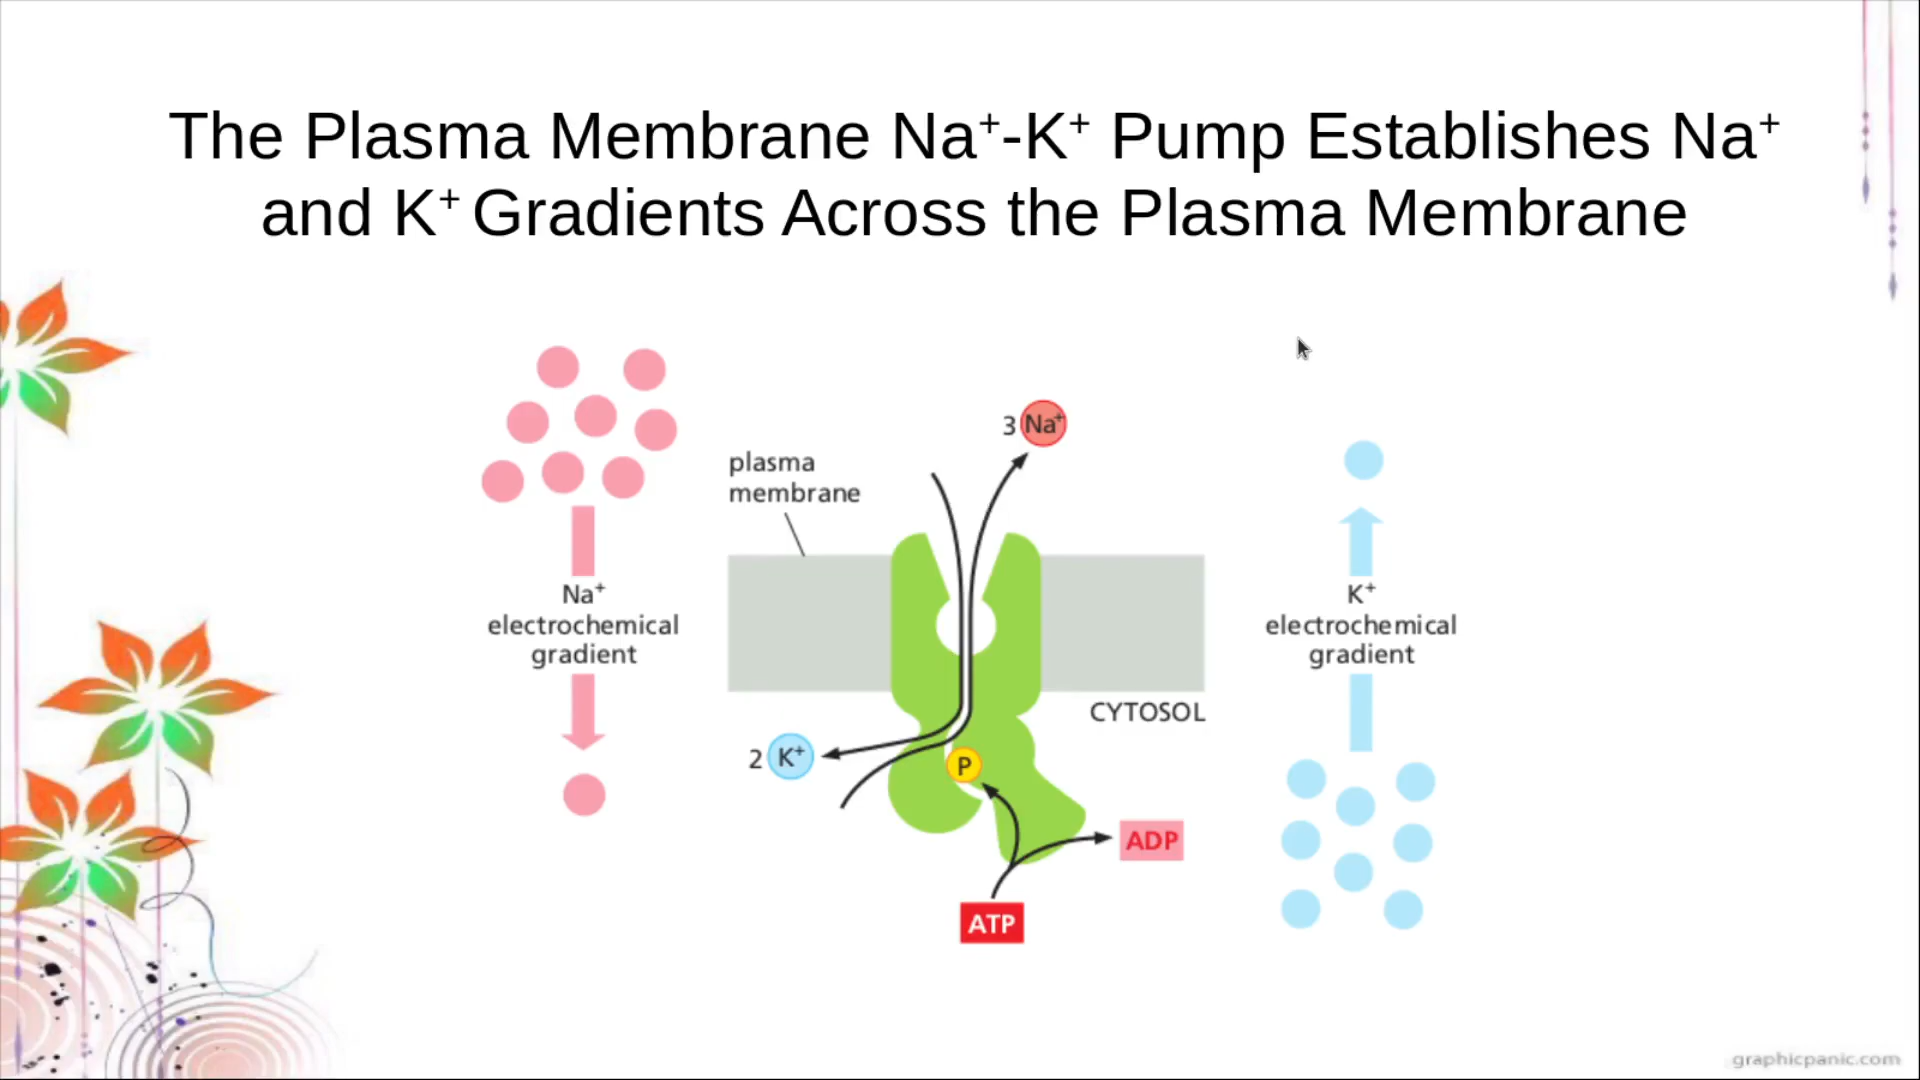 The Plasma Membrane Na⁺-K⁺ Pump Establishes Na⁺
and K⁺ Gradients Across the Plasma Membrane
3 Na⁺
plasma
membrane
Na⁺
electrochemical
gradient
K⁺
electrochemical
gradient
CYTOSOL
2 K⁺
P
ADP
ATP
graphicpanic.com